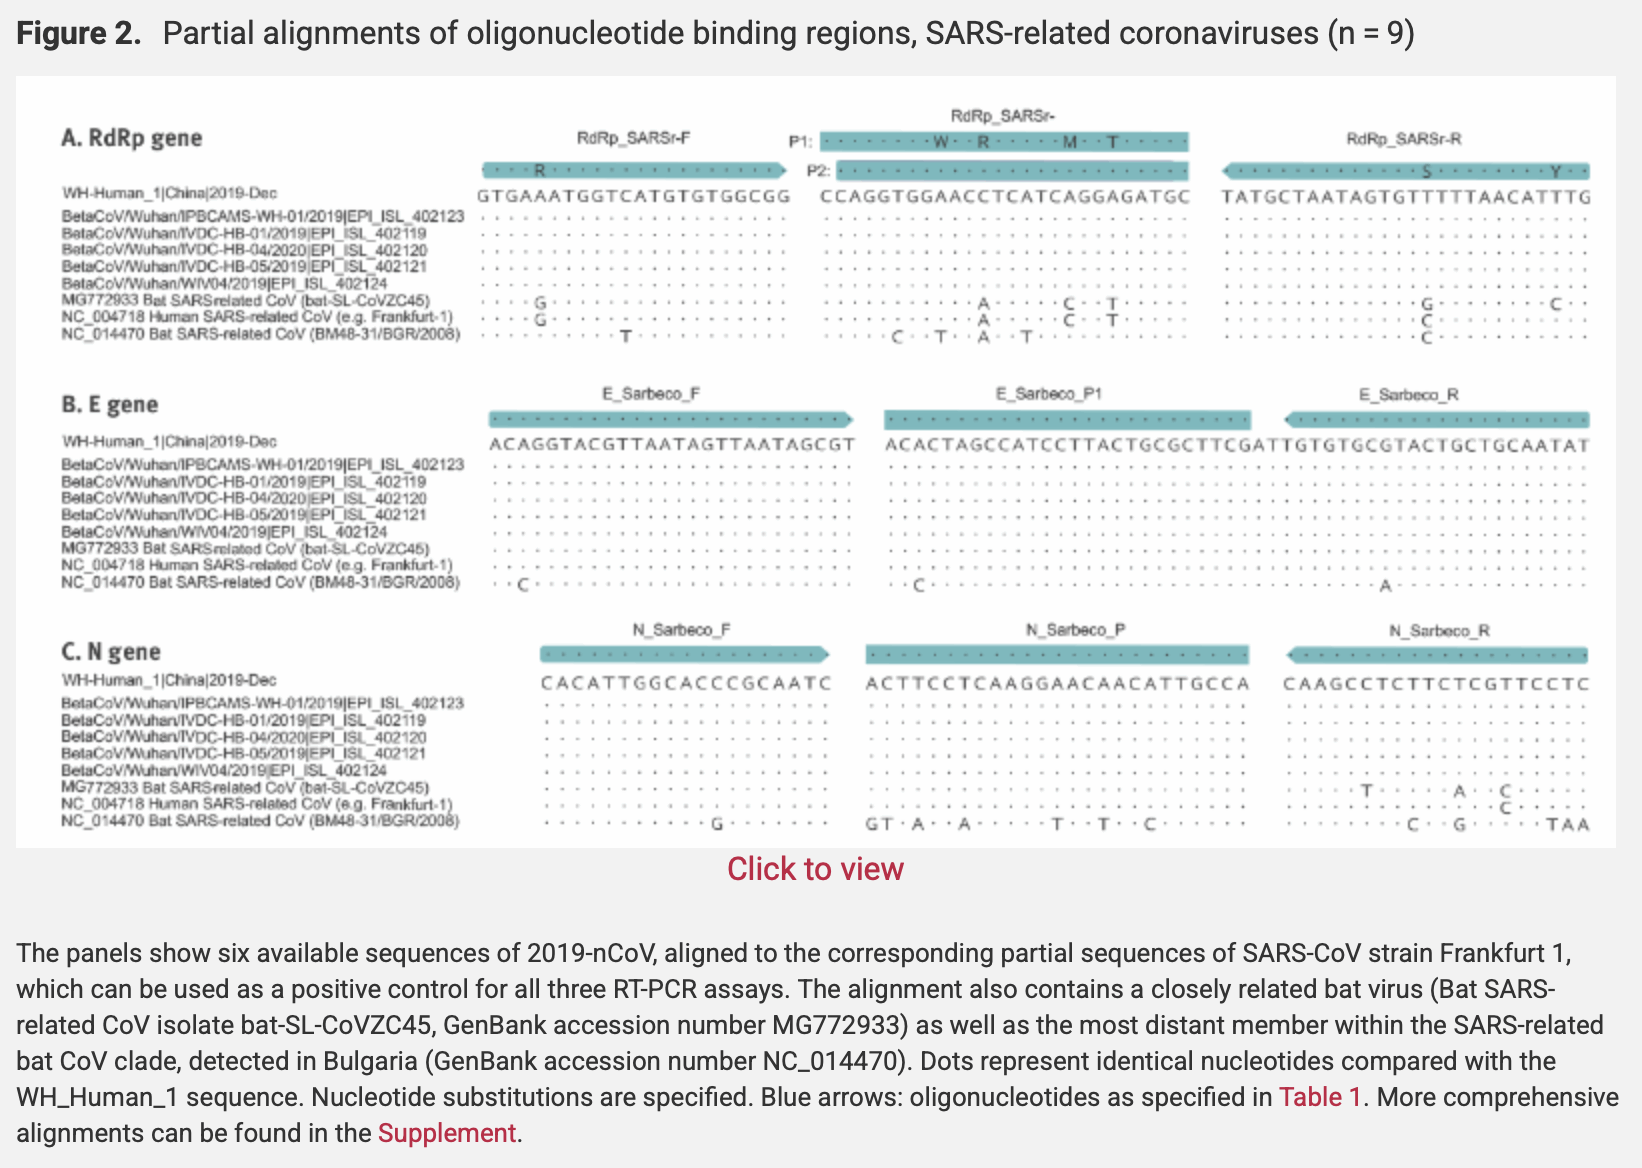 Figure 2. Partial alignments of oligonucleotide binding regions, SARS-related coronaviruses (n = 9)
A. RdRp gene
RdRp_SARSr-F RdRp_SARSr- RdRp_SARSr-R
P1: W R M T
R P2: S Y
WH-Human_1|China|2019-Dec GTGAAATGGTCATGTGTGGCGG CCAGGTGGAACCTCATCAGGAGATGC TATGCTAATAGTGTTTTTAACATTTG
BetaCoV/Wuhan/IPBCAMS-WH-01/2019|EPI_ISL_402123
BetaCoV/Wuhan/IVDC-HB-01/2019|EPI_ISL_402119
BetaCoV/Wuhan/IVDC-HB-04/2020|EPI_ISL_402120
BetaCoV/Wuhan/IVDC-HB-05/2019|EPI_ISL_402121
BetaCoV/Wuhan/WIV04/2019|EPI_ISL_402124
MG772933 Bat SARSrelated CoV (bat-SL-CoVZC45) G A C T G C
NC_004718 Human SARS-related CoV (e.g. Frankfurt-1) G A C T C
NC_014470 Bat SARS-related CoV (BM48-31/BGR/2008) T C T A T C
B. E gene
E_Sarbeco_F E_Sarbeco_P1 E_Sarbeco_R
WH-Human_1|China|2019-Dec ACAGGTACGTTAATAGTTAATAGCGT ACACTAGCCATCCTTACTGCGCTTCGATTGTGTGCGTACTGCTGCAATAT
BetaCoV/Wuhan/IPBCAMS-WH-01/2019|EPI_ISL_402123
BetaCoV/Wuhan/IVDC-HB-01/2019|EPI_ISL_402119
BetaCoV/Wuhan/IVDC-HB-04/2020|EPI_ISL_402120
BetaCoV/Wuhan/IVDC-HB-05/2019|EPI_ISL_402121
BetaCoV/Wuhan/WIV04/2019|EPI_ISL_402124
MG772933 Bat SARSrelated CoV (bat-SL-CoVZC45)
NC_004718 Human SARS-related CoV (e.g. Frankfurt-1)
NC_014470 Bat SARS-related CoV (BM48-31/BGR/2008) C C A
C. N gene
N_Sarbeco_F N_Sarbeco_P N_Sarbeco_R
WH-Human_1|China|2019-Dec CACATTGGCACCCGCAATC ACTTCCTCAAGGAACAACATTGCCA CAAGCCTCTTCTCGTTCCTC
BetaCoV/Wuhan/IPBCAMS-WH-01/2019|EPI_ISL_402123
BetaCoV/Wuhan/IVDC-HB-01/2019|EPI_ISL_402119
BetaCoV/Wuhan/IVDC-HB-04/2020|EPI_ISL_402120
BetaCoV/Wuhan/IVDC-HB-05/2019|EPI_ISL_402121
BetaCoV/Wuhan/WIV04/2019|EPI_ISL_402124
MG772933 Bat SARSrelated CoV (bat-SL-CoVZC45) T A C
NC_004718 Human SARS-related CoV (e.g. Frankfurt-1) C
NC_014470 Bat SARS-related CoV (BM48-31/BGR/2008) G GT A A T T C C G TAA
Click to view
The panels show six available sequences of 2019-nCoV, aligned to the corresponding partial sequences of SARS-CoV strain Frankfurt 1,
which can be used as a positive control for all three RT-PCR assays. The alignment also contains a closely related bat virus (Bat SARS-
related CoV isolate bat-SL-CoVZC45, GenBank accession number MG772933) as well as the most distant member within the SARS-related
bat CoV clade, detected in Bulgaria (GenBank accession number NC_014470). Dots represent identical nucleotides compared with the
WH_Human_1 sequence. Nucleotide substitutions are specified. Blue arrows: oligonucleotides as specified in Table 1. More comprehensive
alignments can be found in the Supplement.